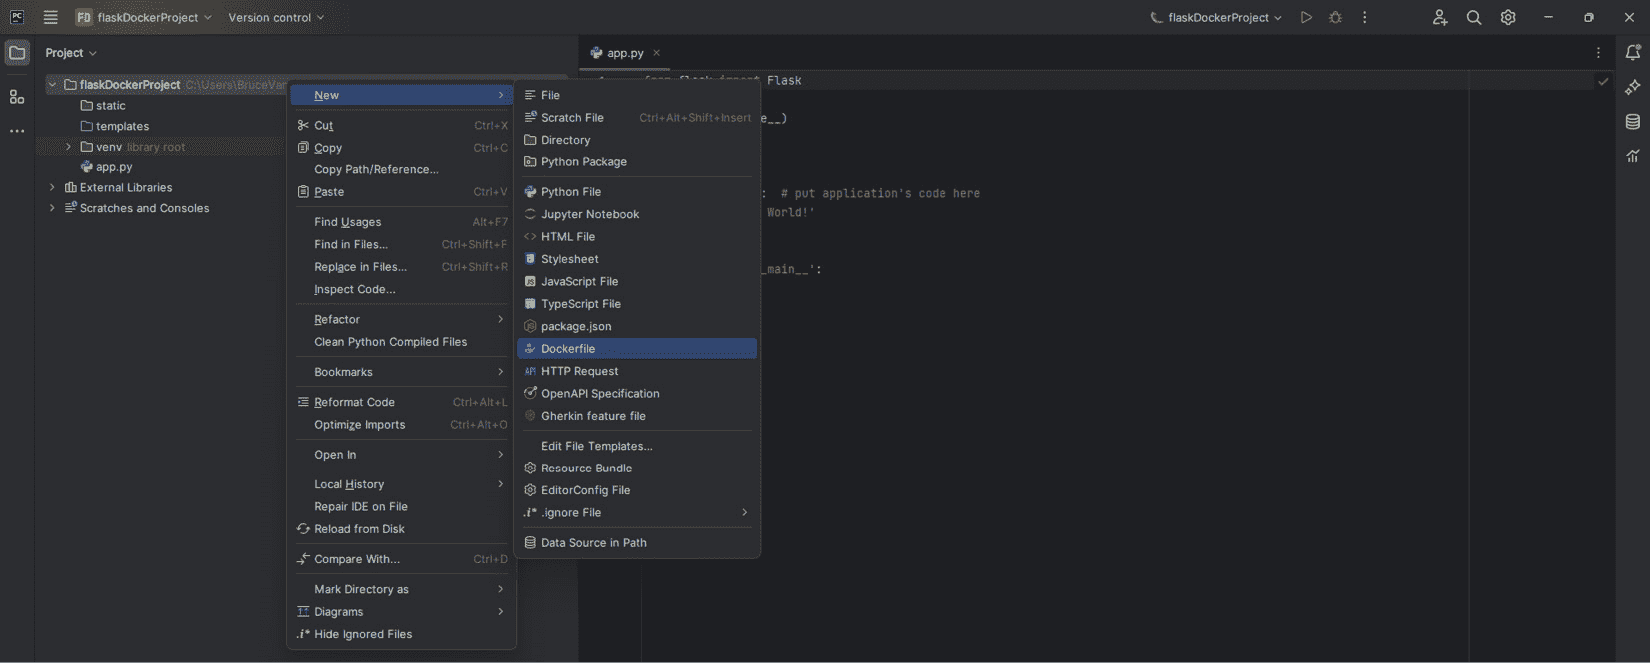 PC
FD flaskDockerProject
Version control
flaskDockerProject
Project
app.py
flaskDockerProject C:\Users\BruceVan
static
templates
venv library root
app.py
External Libraries
Scratches and Consoles
New
Cut Ctrl+X
Copy Ctrl+C
Copy Path/Reference...
Paste Ctrl+V
Find Usages Alt+F7
Find in Files... Ctrl+Shift+F
Replace in Files... Ctrl+Shift+R
Inspect Code...
Refactor
Clean Python Compiled Files
Bookmarks
Reformat Code Ctrl+Alt+L
Optimize Imports Ctrl+Alt+O
Open In
Local History
Repair IDE on File
Reload from Disk
Compare With... Ctrl+D
Mark Directory as
Diagrams
Hide Ignored Files
File
Scratch File Ctrl+Alt+Shift+Insert
Directory
Python Package
Python File
Jupyter Notebook
HTML File
Stylesheet
JavaScript File
TypeScript File
package.json
Dockerfile
HTTP Request
OpenAPI Specification
Gherkin feature file
Edit File Templates...
Resource Bundle
EditorConfig File
.ignore File
Data Source in Path
from flask import Flask
e__)
: # put application's code here
World!'
_main__':